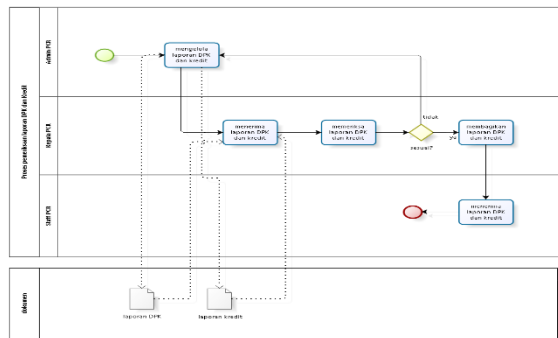 Proses pemeriksaan laporan DPK dan Kredit
Admin PCR
mengelola
laporan DPK
dan kredit
tidak
Kepala PCR
menerima
laporan DPK
dan kredit
memeriksa
laporan DPK
dan kredit
sesuai?
ya
membagikan
laporan DPK
dan kredit
Staff PCR
menerima
laporan DPK
dan kredit
dokumen
laporan DPK
laporan kredit